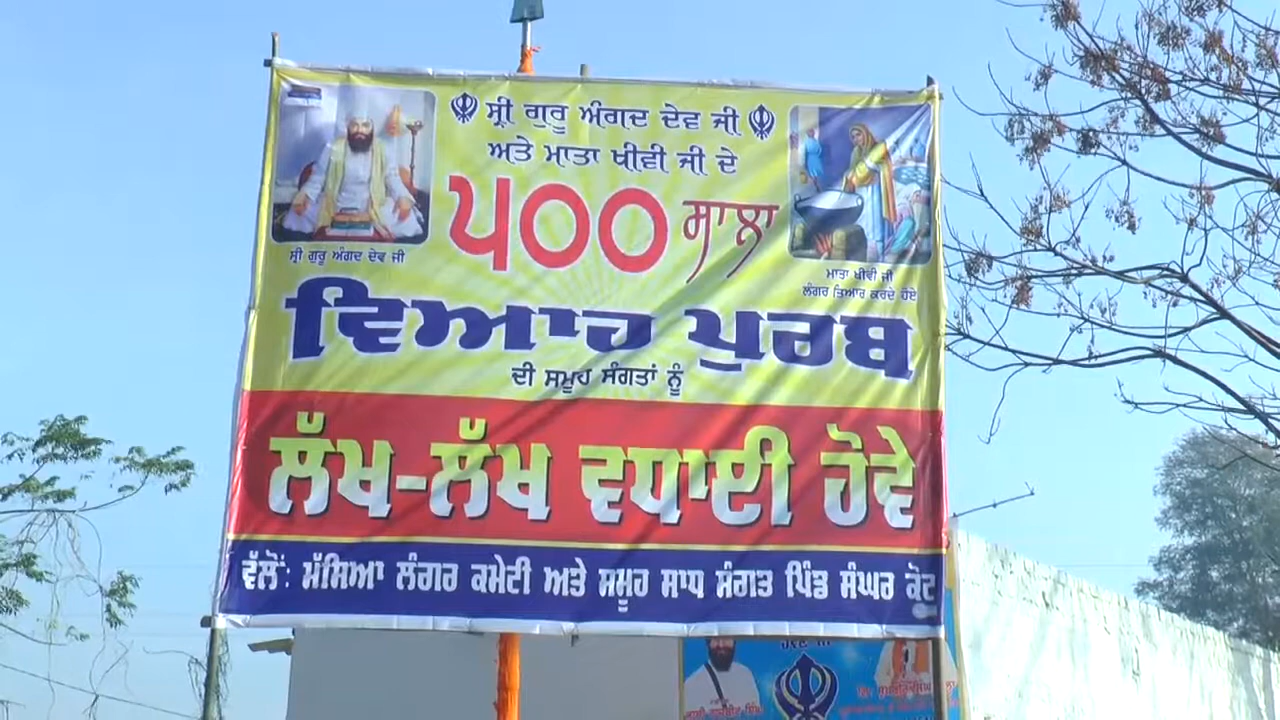 ਸ੍ਰੀ ਗੁਰੂ ਅੰਗਦ ਦੇਵ ਜੀ
ਅਤੇ ਮਾਤਾ ਖੀਵੀ ਜੀ ਦੇ
੫੦੦ ਸਾਲਾ
ਸ੍ਰੀ ਗੁਰੂ ਅੰਗਦ ਦੇਵ ਜੀ
ਮਾਤਾ ਖੀਵੀ ਜੀ
ਲੰਗਰ ਤਿਆਰ ਕਰਦੇ ਹੋਏ
ਵਿਆਹ ਪੁਰਬ
ਦੀ ਸਮੂਹ ਸੰਗਤਾਂ ਨੂੰ
ਲੱਖ-ਲੱਖ ਵਧਾਈ ਹੋਵੇ
ਵੱਲੋਂ: ਮੱਸਿਆ ਲੰਗਰ ਕਮੇਟੀ ਅਤੇ ਸਮੂਹ ਸਾਧ ਸੰਗਤ ਪਿੰਡ ਸੰਘਰ ਕੋਟ